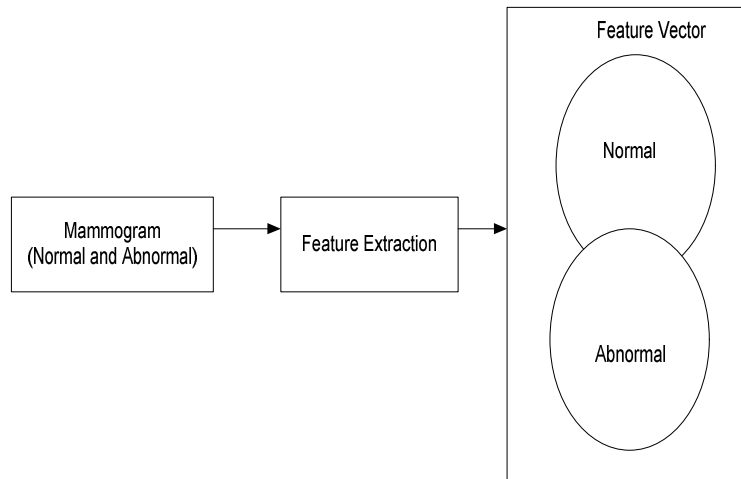 Feature Vector
Normal
Mammogram
(Normal and Abnormal)
Feature Extraction
Abnormal